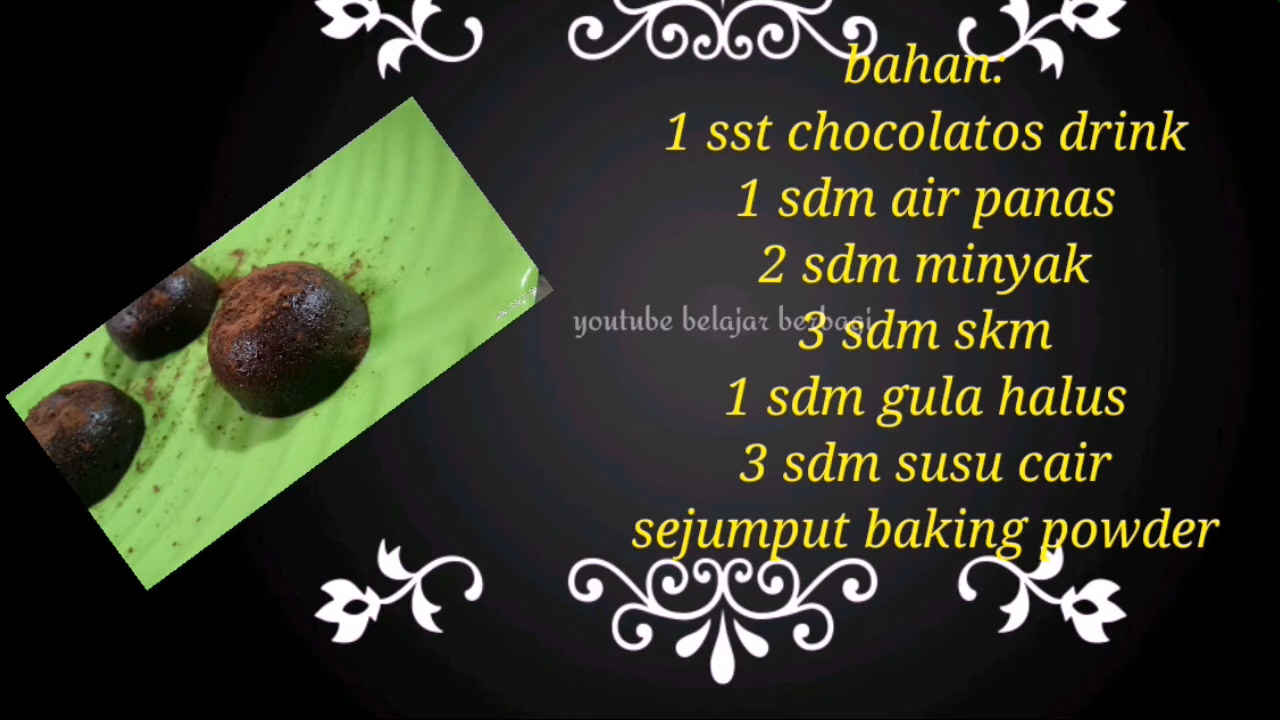 bahan:
1 sst chocolatos drink
1 sdm air panas
2 sdm minyak
youtube belajar berbagi
3 sdm skm
1 sdm gula halus
3 sdm susu cair
sejumput baking powder